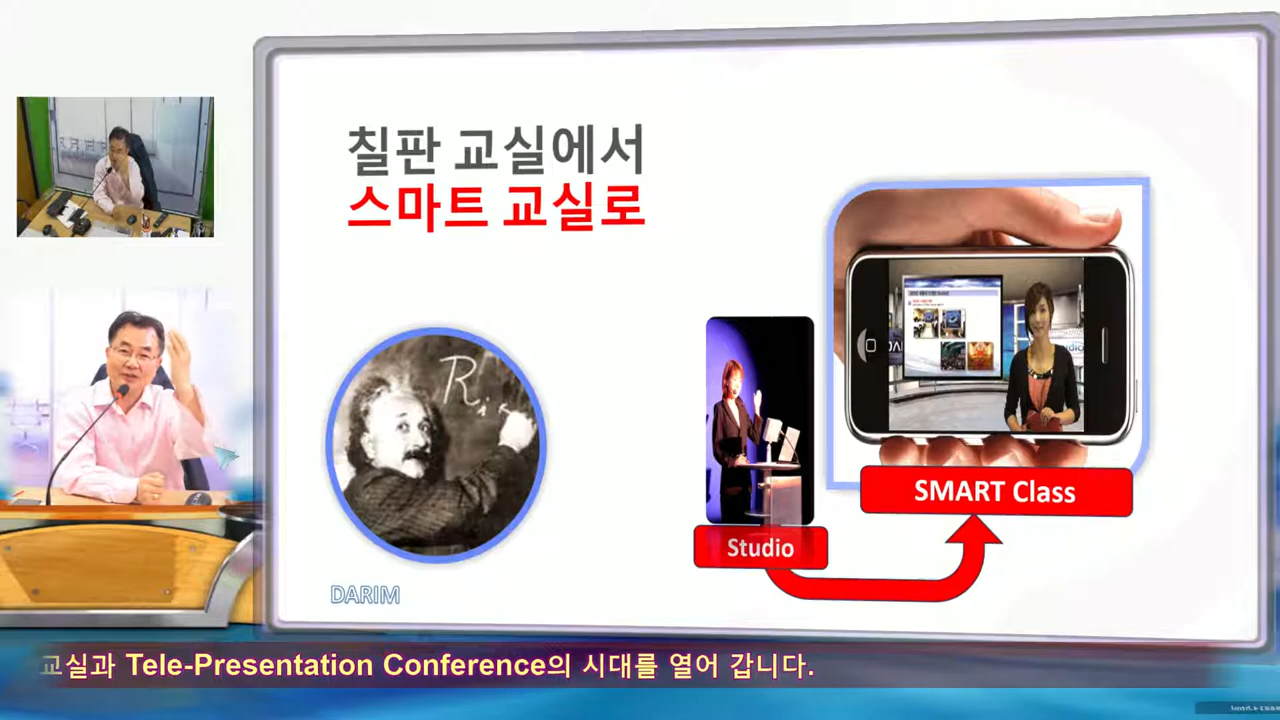 칠판 교실에서
스마트 교실로
SMART Class
Studio
DARIM
교실과 Tele-Presentation Conference의 시대를 열어 갑니다.